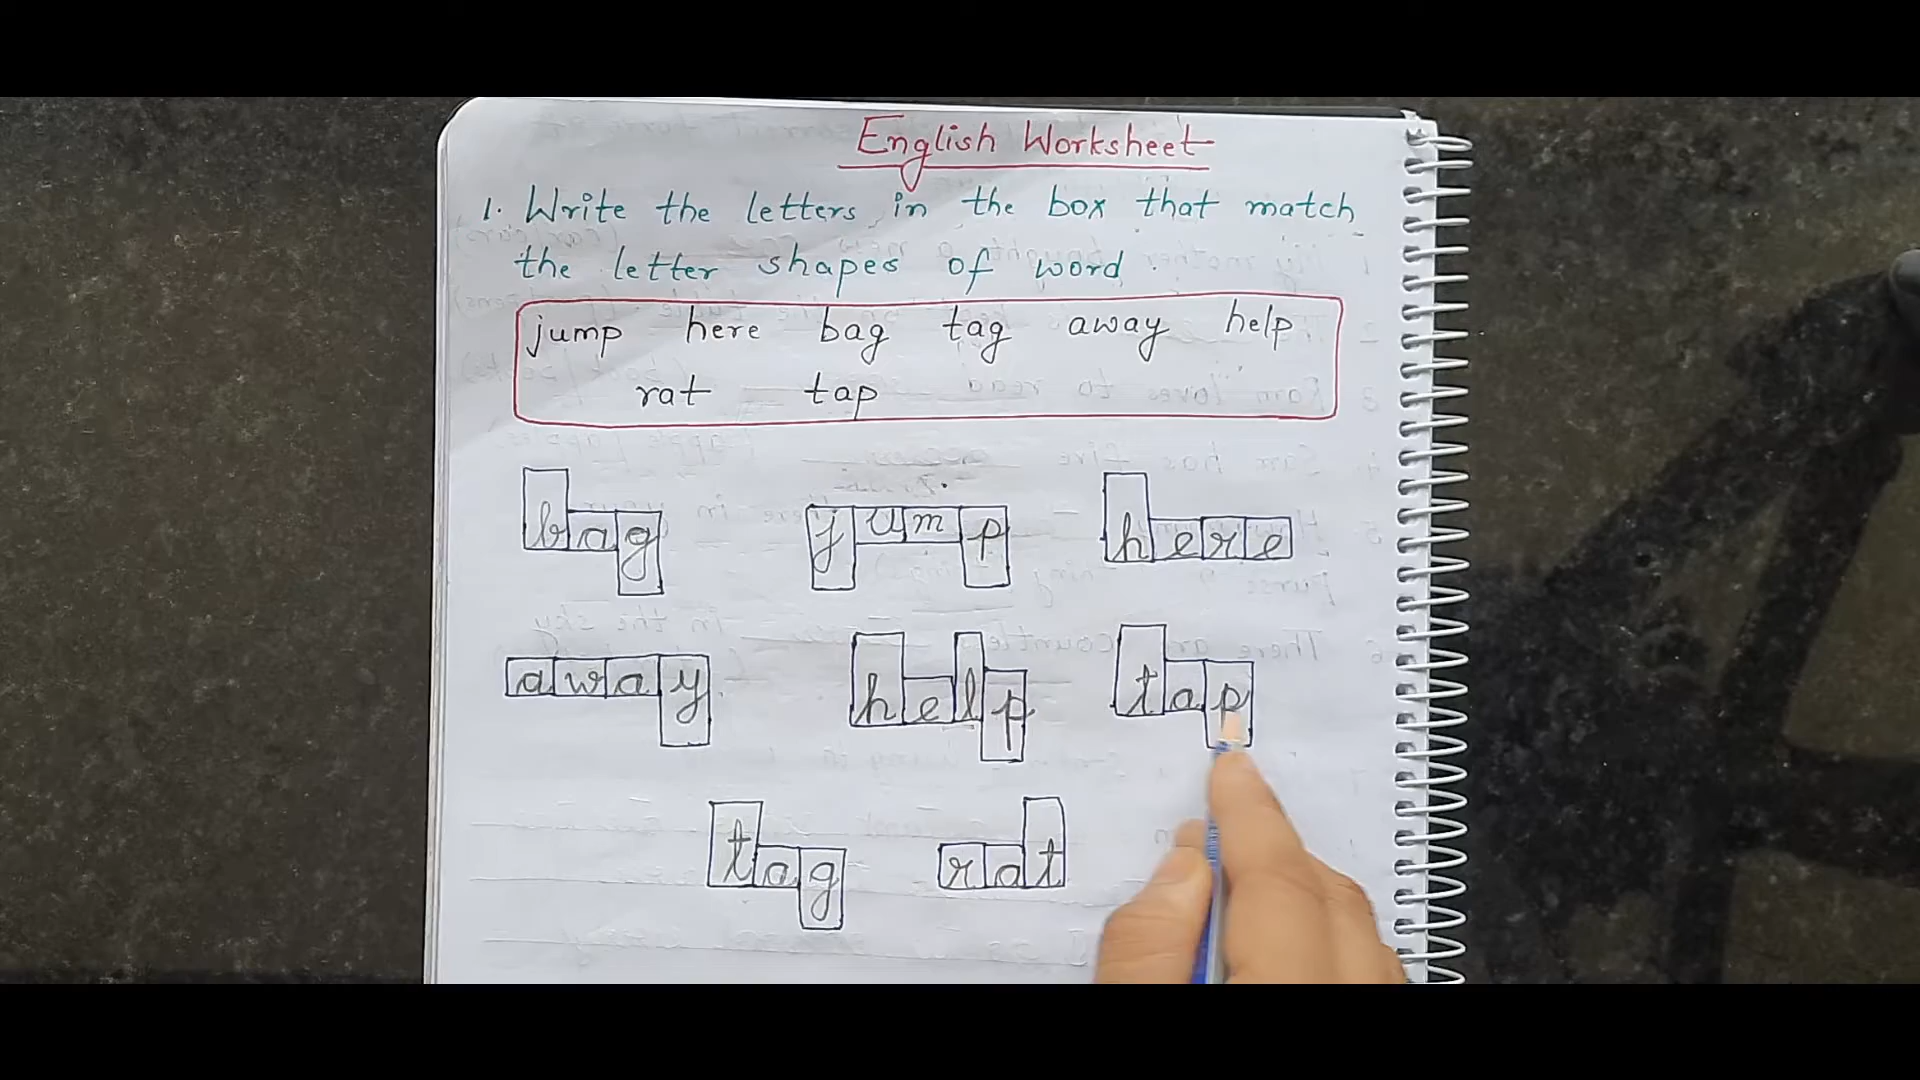 English Worksheet
1. Write the letters in the box that match
the letter shapes of word.
jump here bag tag away help
rat tap
bag jump here
away help tap
tag rat